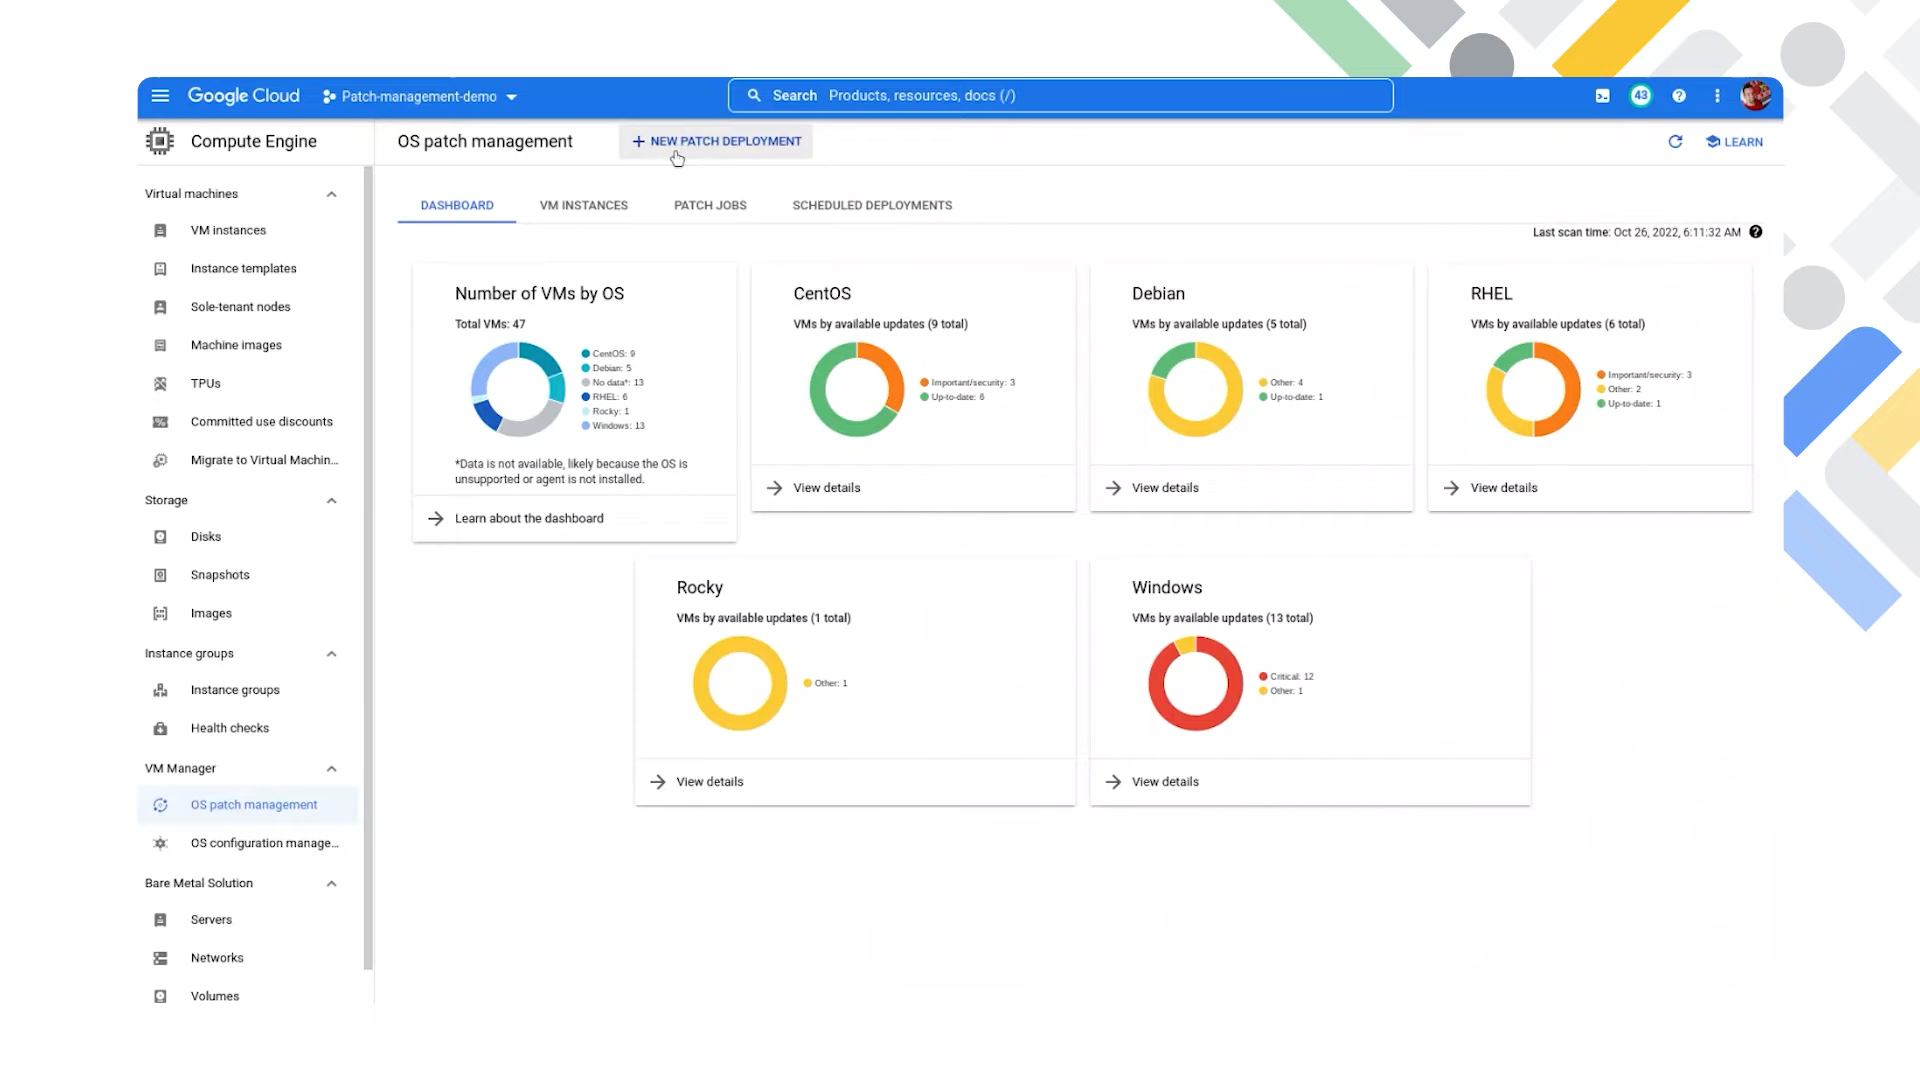 Google Cloud
Patch-management-demo
Search Products, resources, docs (/)
43
Compute Engine
OS patch management
NEW PATCH DEPLOYMENT
LEARN
Virtual machines
VM instances
Instance templates
Sole-tenant nodes
Machine images
TPUs
Committed use discounts
Migrate to Virtual Machin...
Storage
Disks
Snapshots
Images
Instance groups
Instance groups
Health checks
VM Manager
OS patch management
OS configuration manage...
Bare Metal Solution
Servers
Networks
Volumes
DASHBOARD
VM INSTANCES
PATCH JOBS
SCHEDULED DEPLOYMENTS
Last scan time: Oct 26, 2022, 6:11:32 AM
Number of VMs by OS
Total VMs: 47
CentOS: 9
Debian: 5
No data*: 13
RHEL: 6
Rocky: 1
Windows: 13
*Data is not available, likely because the OS is
unsupported or agent is not installed.
Learn about the dashboard
CentOS
VMs by available updates (9 total)
Important/security: 3
Up-to-date: 6
View details
Debian
VMs by available updates (5 total)
Other: 4
Up-to-date: 1
View details
RHEL
VMs by available updates (6 total)
Important/security: 3
Other: 2
Up-to-date: 1
View details
Rocky
VMs by available updates (1 total)
Other: 1
View details
Windows
VMs by available updates (13 total)
Critical: 12
Other: 1
View details